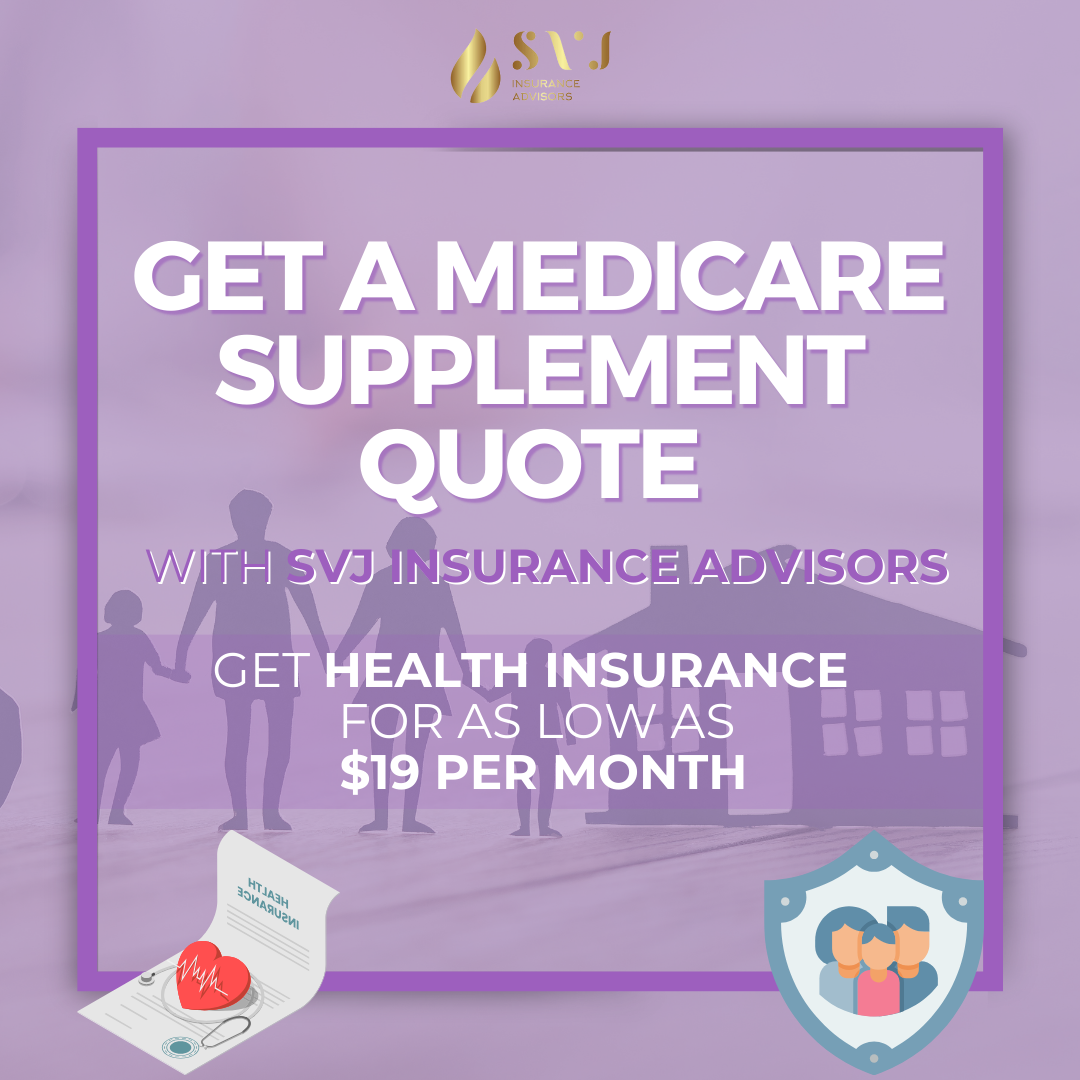 SVJ
INSURANCE
ADVISORS
GET A MEDICARE
SUPPLEMENT
QUOTE
WITH SVJ INSURANCE ADVISORS
GET HEALTH INSURANCE
FOR AS LOW AS
$19 PER MONTH
HEALTH
INSURANCE